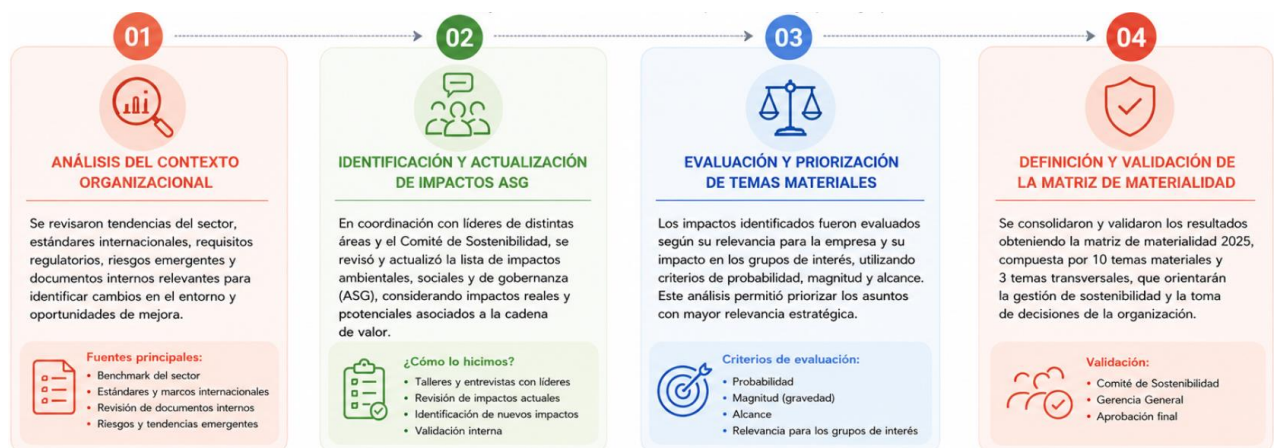 01
ANÁLISIS DEL CONTEXTO
ORGANIZACIONAL
Se revisaron tendencias del sector,
estándares internacionales, requisitos
regulatorios, riesgos emergentes y
documentos internos relevantes para
identificar cambios en el entorno y
oportunidades de mejora.
Fuentes principales:
• Benchmark del sector
• Estándares y marcos internacionales
• Revisión de documentos internos
• Riesgos y tendencias emergentes
02
IDENTIFICACIÓN Y ACTUALIZACIÓN
DE IMPACTOS ASG
En coordinación con líderes de distintas
áreas y el Comité de Sostenibilidad, se
revisó y actualizó la lista de impactos
ambientales, sociales y de gobernanza
(ASG), considerando impactos reales y
potenciales asociados a la cadena
de valor.
¿Cómo lo hicimos?
• Talleres y entrevistas con líderes
• Revisión de impactos actuales
• Identificación de nuevos impactos
• Validación interna
03
EVALUACIÓN Y PRIORIZACIÓN
DE TEMAS MATERIALES
Los impactos identificados fueron evaluados
según su relevancia para la empresa y su
impacto en los grupos de interés, utilizando
criterios de probabilidad, magnitud y alcance.
Este análisis permitió priorizar los asuntos
con mayor relevancia estratégica.
Criterios de evaluación:
• Probabilidad
• Magnitud (gravedad)
• Alcance
• Relevancia para los grupos de interés
04
DEFINICIÓN Y VALIDACIÓN DE
LA MATRIZ DE MATERIALIDAD
Se consolidaron y validaron los resultados
obteniendo la matriz de materialidad 2025,
compuesta por 10 temas materiales y
3 temas transversales, que orientarán
la gestión de sostenibilidad y la toma
de decisiones de la organización.
Validación:
• Comité de Sostenibilidad
• Gerencia General
• Aprobación final